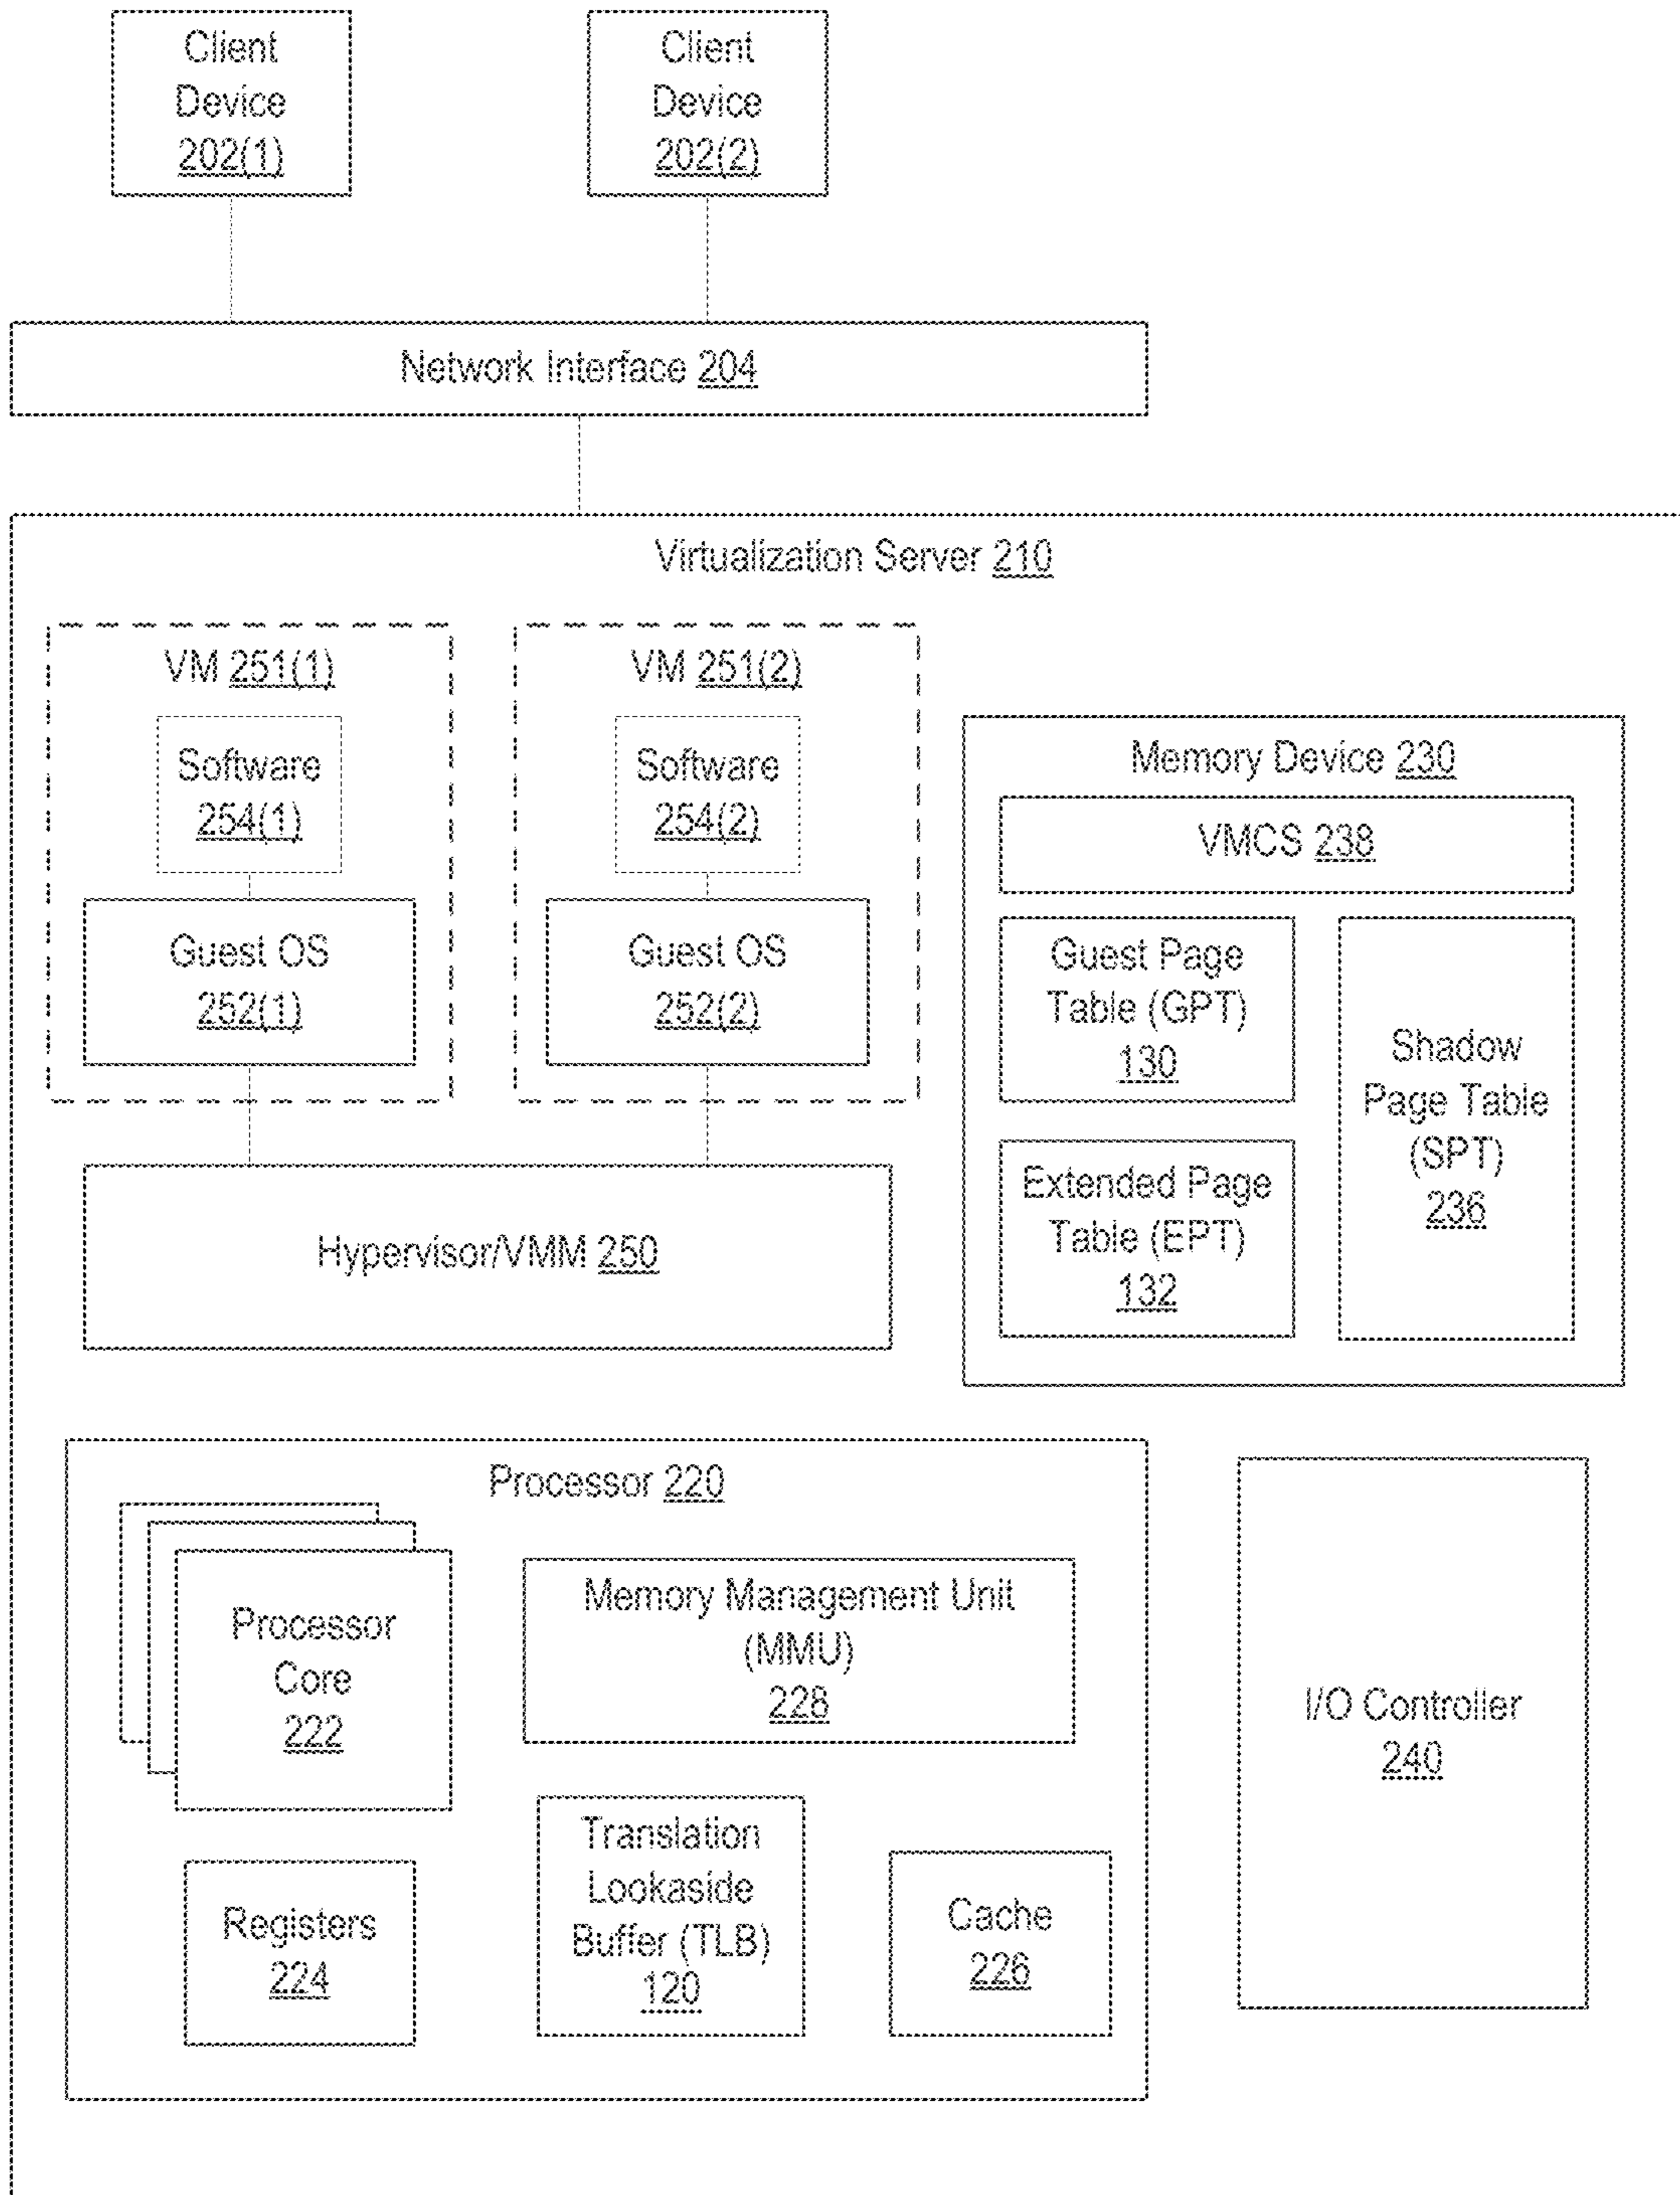 Client
Device
202(1)
Client
Device
202(2)
Network Interface 204
Virtualization Server 210
VM 251(1)
Software
254(1)
Guest OS
252(1)
VM 251(2)
Software
254(2)
Guest OS
252(2)
Hypervisor/VMM 250
Memory Device 230
VMCS 238
Guest Page
Table (GPT)
130
Extended Page
Table (EPT)
132
Shadow
Page Table
(SPT)
236
Processor 220
Processor
Core
222
Memory Management Unit
(MMU)
228
Registers
224
Translation
Lookaside
Buffer (TLB)
120
Cache
226
I/O Controller
240